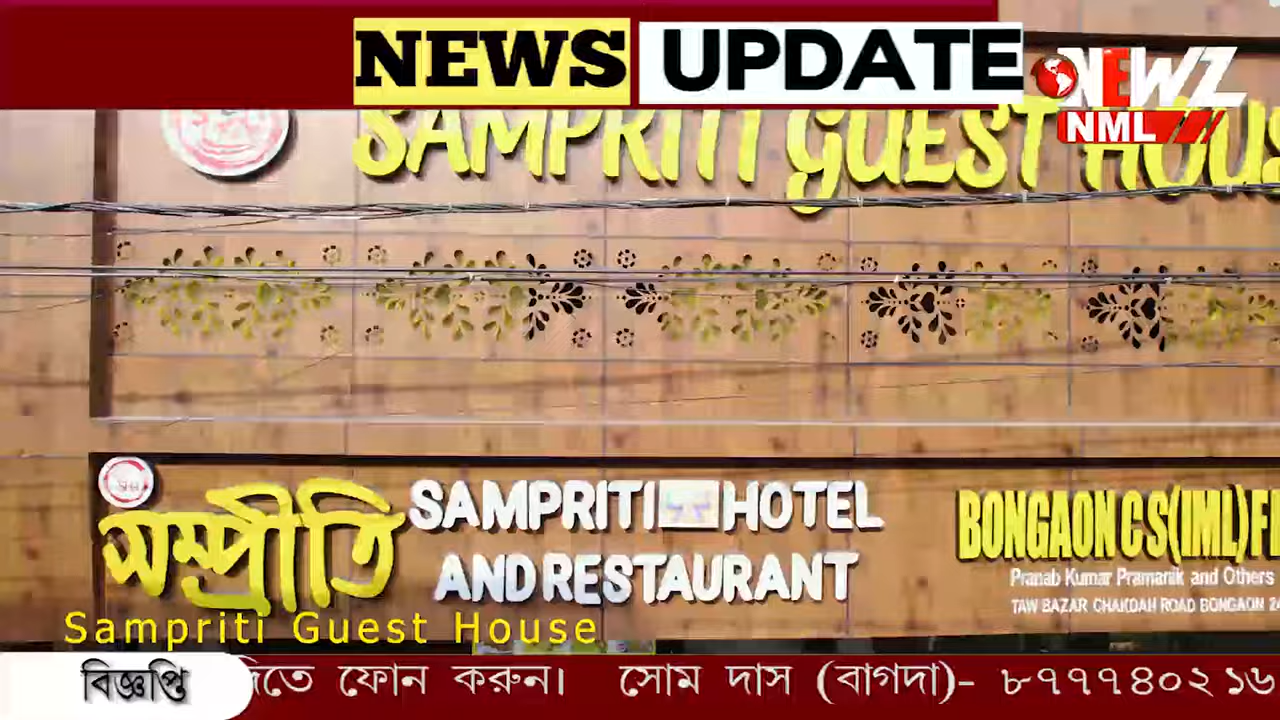 NEWS UPDATE
NEWZ
NML
SAMPRITI GUEST HOUS
সম্প্রীতি
SAMPRITI HOTEL
AND RESTAURANT
BONGAON C S(IML)F
Pranab Kumar Pramanik and Others
TAW BAZAR CHAKDAH ROAD BONGAON
Sampriti Guest House
বিজ্ঞপ্তি
দিতে ফোন করুন। সোম দাস (বাগদা)- ৮৭৭৭৪০২১৬